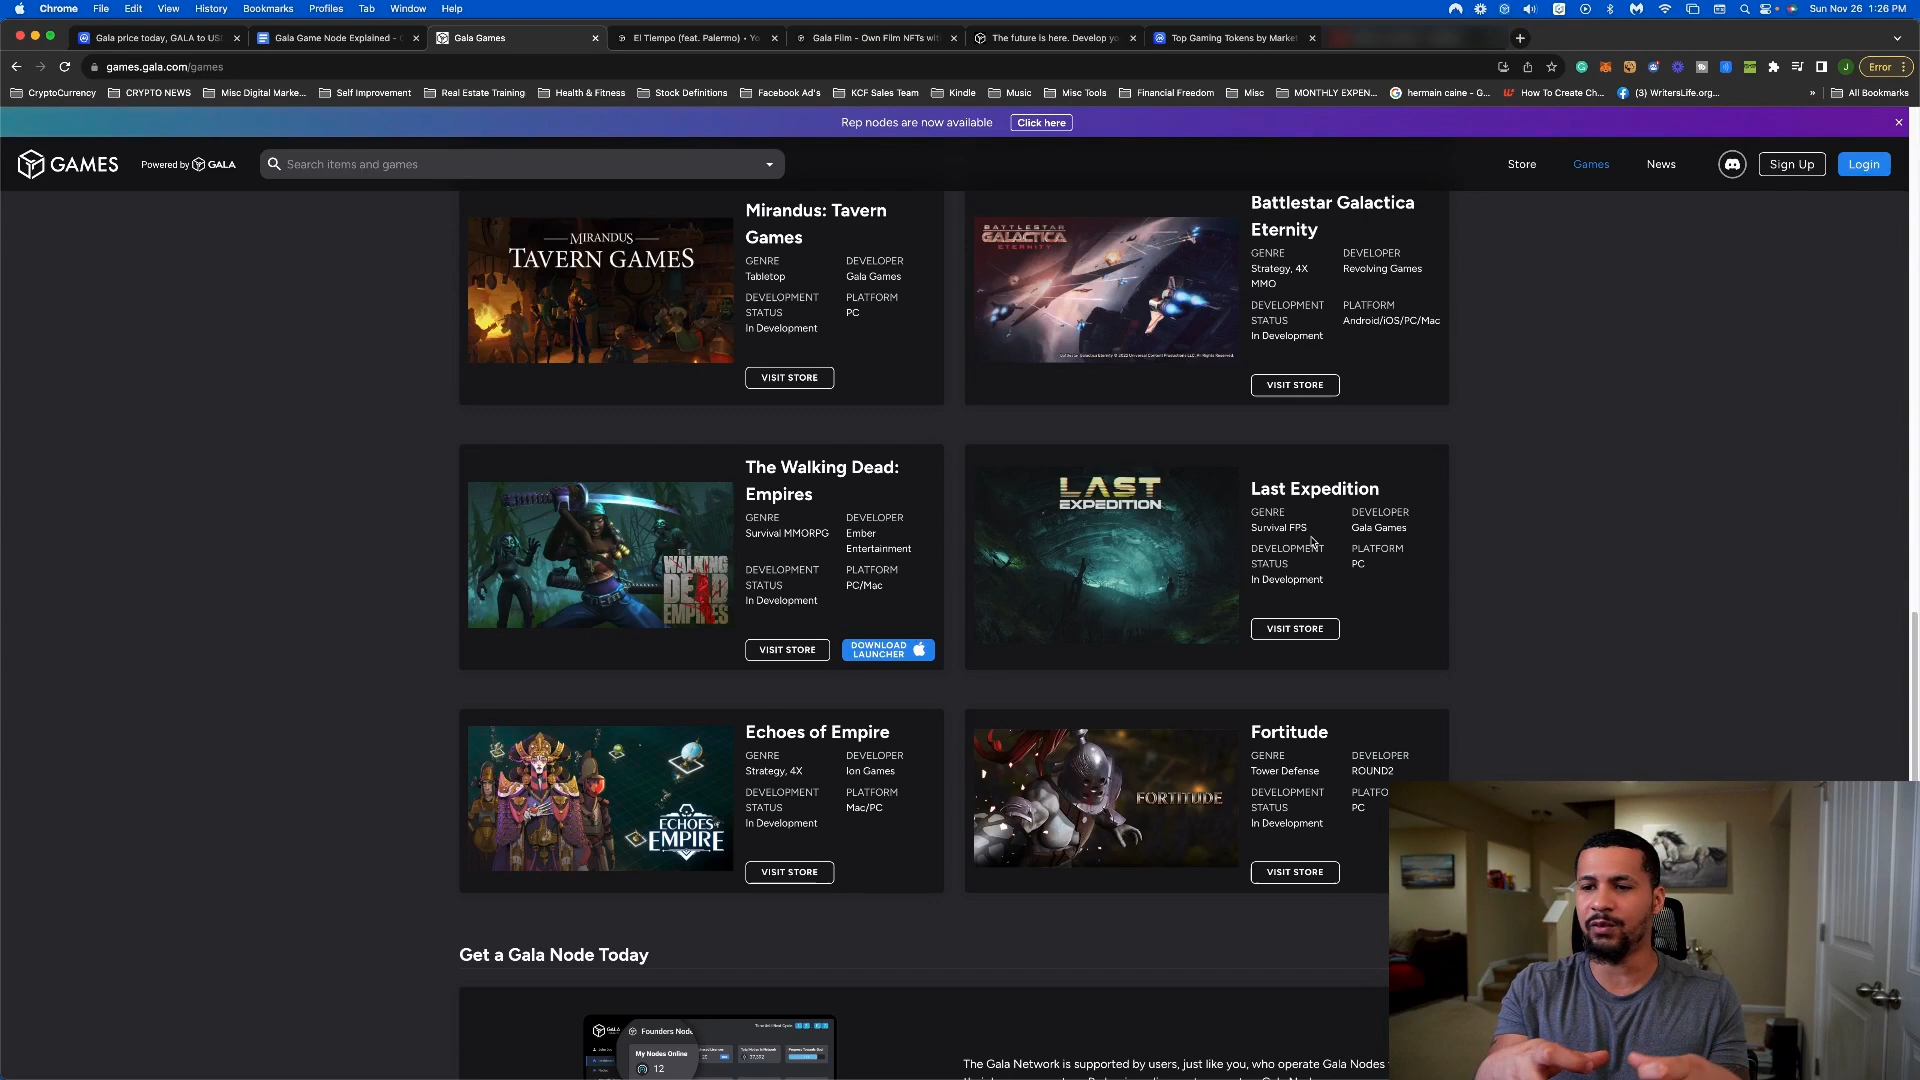 Chrome File Edit View History Bookmarks Profiles Tab Window Help
Sun Nov 26 1:26 PM
Gala price today, GALA to US
Gala Game Node Explained -
Gala Games
El Tiempo (feat. Palermo) • Yo
Gala Film - Own Film NFTs wit
The future is here. Develop yo
Top Gaming Tokens by Market
games.gala.com/games
Error
CryptoCurrency CRYPTO NEWS Misc Digital Marke... Self Improvement Real Estate Training Health & Fitness Stock Definitions Facebook Ad's KCF Sales Team Kindle Music Misc Tools Financial Freedom Misc MONTHLY EXPEN... hermain caine - G... How To Create Ch... (3) WritersLife.org... » All Bookmarks
Rep nodes are now available Click here
GAMES Powered by GALA Search items and games Store Games News Sign Up Login
MIRANDUS
TAVERN GAMES
Mirandus: Tavern
Games
GENRE DEVELOPER
Tabletop Gala Games
DEVELOPMENT PLATFORM
STATUS PC
In Development
VISIT STORE
BATTLESTAR
GALACTICA
ETERNITY
Battlestar Galactica
Eternity
GENRE DEVELOPER
Strategy, 4X Revolving Games
MMO
DEVELOPMENT PLATFORM
STATUS Android/iOS/PC/Mac
In Development
VISIT STORE
THE
WALKING
DEAD
EMPIRES
The Walking Dead:
Empires
GENRE DEVELOPER
Survival MMORPG Ember
Entertainment
DEVELOPMENT PLATFORM
STATUS PC/Mac
In Development
VISIT STORE DOWNLOAD
LAUNCHER
LAST
EXPEDITION
Last Expedition
GENRE DEVELOPER
Survival FPS Gala Games
DEVELOPMENT PLATFORM
STATUS PC
In Development
VISIT STORE
ECHOES
OF
EMPIRE
Echoes of Empire
GENRE DEVELOPER
Strategy, 4X Ion Games
DEVELOPMENT PLATFORM
STATUS Mac/PC
In Development
VISIT STORE
FORTITUDE
Fortitude
GENRE DEVELOPER
Tower Defense ROUND2
DEVELOPMENT PLATFO
STATUS PC
In Development
VISIT STORE
Get a Gala Node Today
Founders Node
My Nodes Online
12
37,392
The Gala Network is supported by users, just like you, who operate Gala Nodes